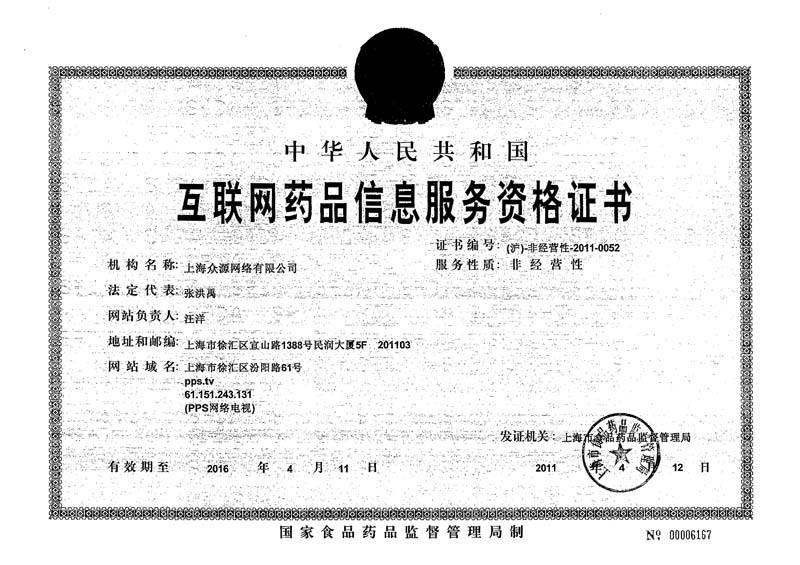 中华人民共和国
互联网药品信息服务资格证书
证书编号: (沪)-非经营性-2011-0052
机构名称: 上海众源网络有限公司
服务性质: 非经营性
法定代表: 张洪禹
网站负责人: 汪洋
地址和邮编: 上海市徐汇区宜山路1388号民润大厦5F 201103
网站域名: 上海市徐汇区汾阳路61号
pps.tv
61.151.243.131
(PPS网络电视)
发证机关: 上海市食品药品监督管理局
上海市食品药品监督管理局
有效期至 2016 年 4 月 11 日
2011 年 4 月 12 日
国家食品药品监督管理局制
№ 00006167